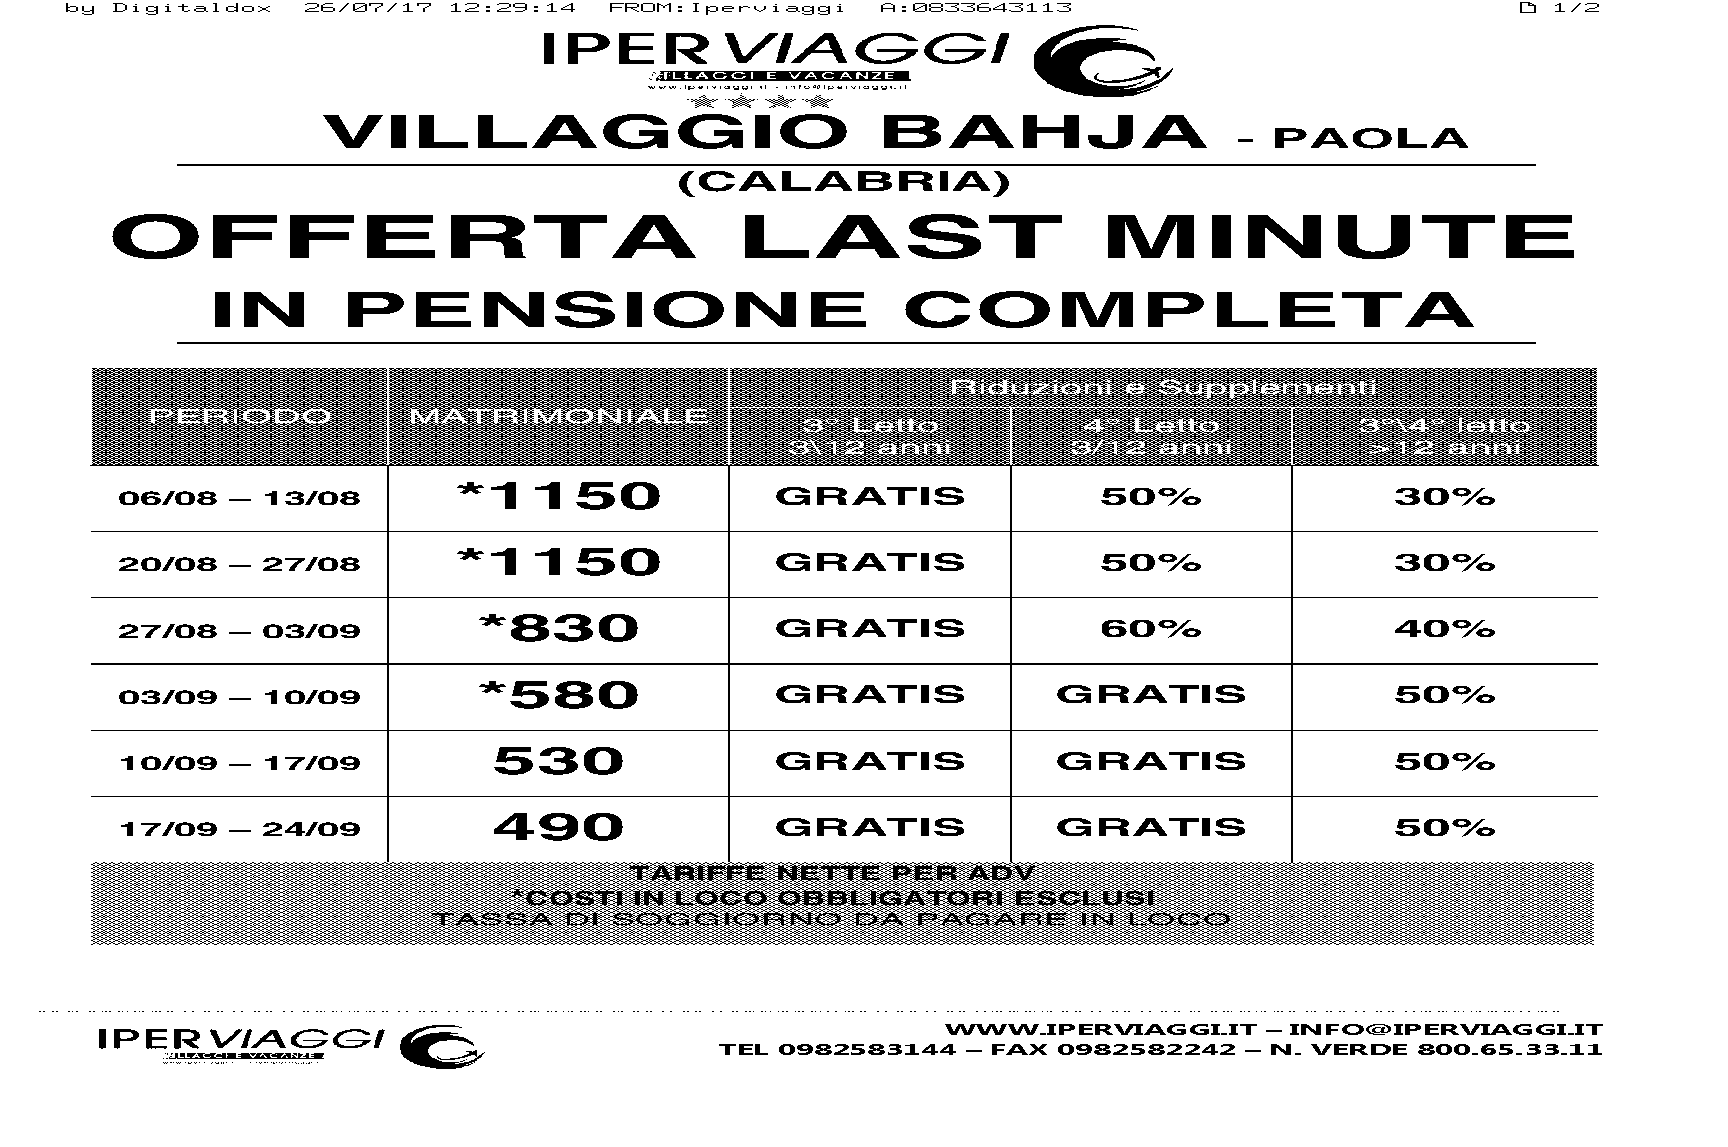 by Digitaldox 26/07/17 12:29:14 FROM:Iperviaggi A:0833643113 1/2
IPERVIAGGI
VILLAGGI E VACANZE
www.iperviaggi.it - info@iperviaggi.it
VILLAGGIO BAHJA - PAOLA
(CALABRIA)
OFFERTA LAST MINUTE
IN PENSIONE COMPLETA
PERIODO MATRIMONIALE Riduzioni e Supplementi
3° Letto 3\12 anni 4° Letto 3/12 anni 3°\4° letto >12 anni
06/08 – 13/08 *1150 GRATIS 50% 30%
20/08 – 27/08 *1150 GRATIS 50% 30%
27/08 – 03/09 *830 GRATIS 60% 40%
03/09 – 10/09 *580 GRATIS GRATIS 50%
10/09 – 17/09 530 GRATIS GRATIS 50%
17/09 – 24/09 490 GRATIS GRATIS 50%
TARIFFE NETTE PER ADV
*COSTI IN LOCO OBBLIGATORI ESCLUSI
TASSA DI SOGGIORNO DA PAGARE IN LOCO
IPERVIAGGI
VILLAGGI E VACANZE
WWW.IPERVIAGGI.IT – INFO@IPERVIAGGI.IT
TEL 0982583144 – FAX 0982582242 – N. VERDE 800.65.33.11